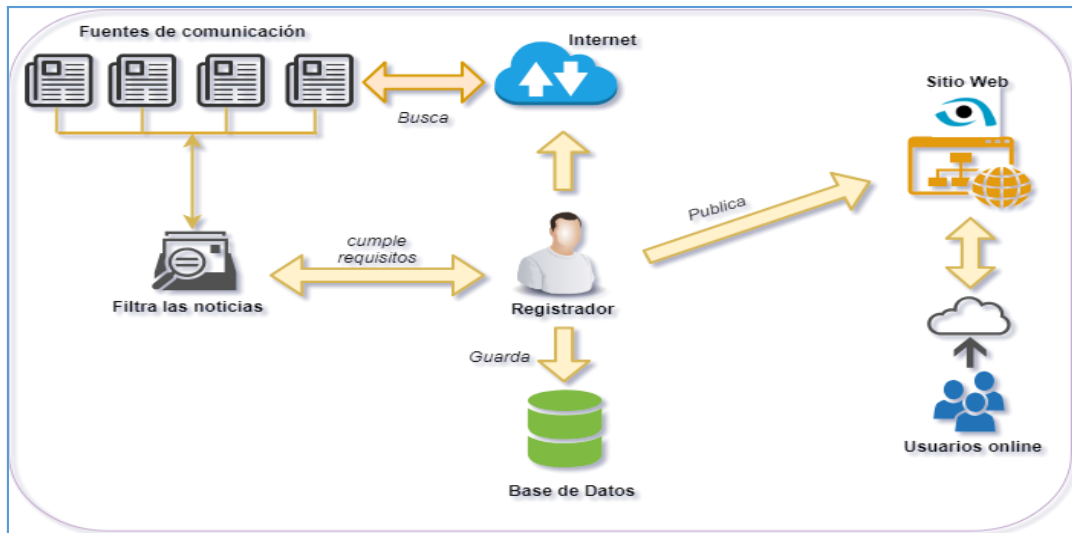 Fuentes de comunicación
Internet
Busca
Sitio Web
Publica
cumple
requisitos
Filtra las noticias
Registrador
Guarda
Base de Datos
Usuarios online